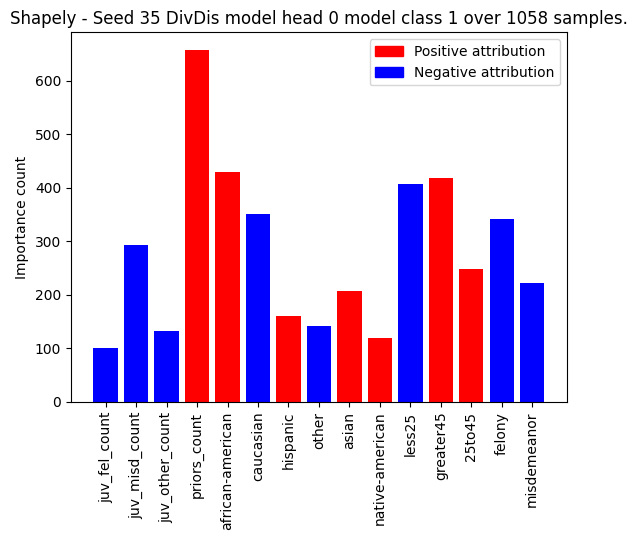 Shapely - Seed 35 DivDis model head 0 model class 1 over 1058 samples.
Positive attribution
Negative attribution
Importance count
600
500
400
300
200
100
0
juv_fel_count
juv_misd_count
juv_other_count
priors_count
african-american
caucasian
hispanic
other
asian
native-american
less25
greater45
25to45
felony
misdemeanor